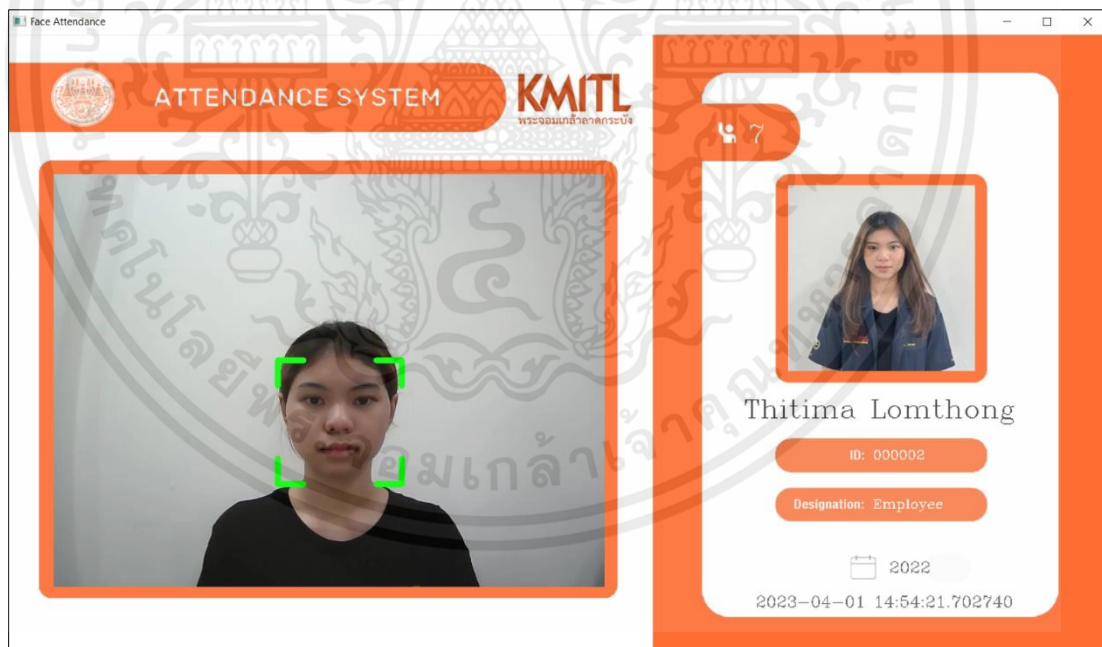 Face Attendance
ATTENDANCE SYSTEM
KMITL
พระจอมเกล้าลาดกระบัง
7
Thitima Lomthong
ID: 000002
Designation: Employee
2022
2023-04-01 14:54:21.702740